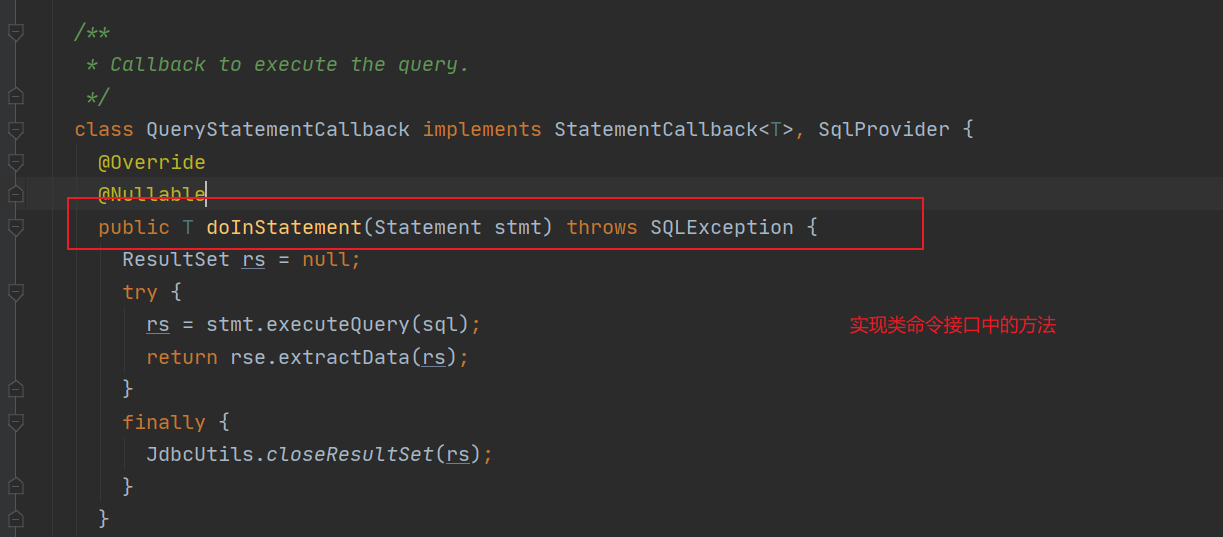 /**
* Callback to execute the query.
*/
class QueryStatementCallback implements StatementCallback<T>, SqlProvider {
@Override
@Nullable
public T doInStatement(Statement stmt) throws SQLException {
ResultSet rs = null;
try {
rs = stmt.executeQuery(sql);
实现类命令接口中的方法
return rse.extractData(rs);
}
finally {
JdbcUtils.closeResultSet(rs);
}
}